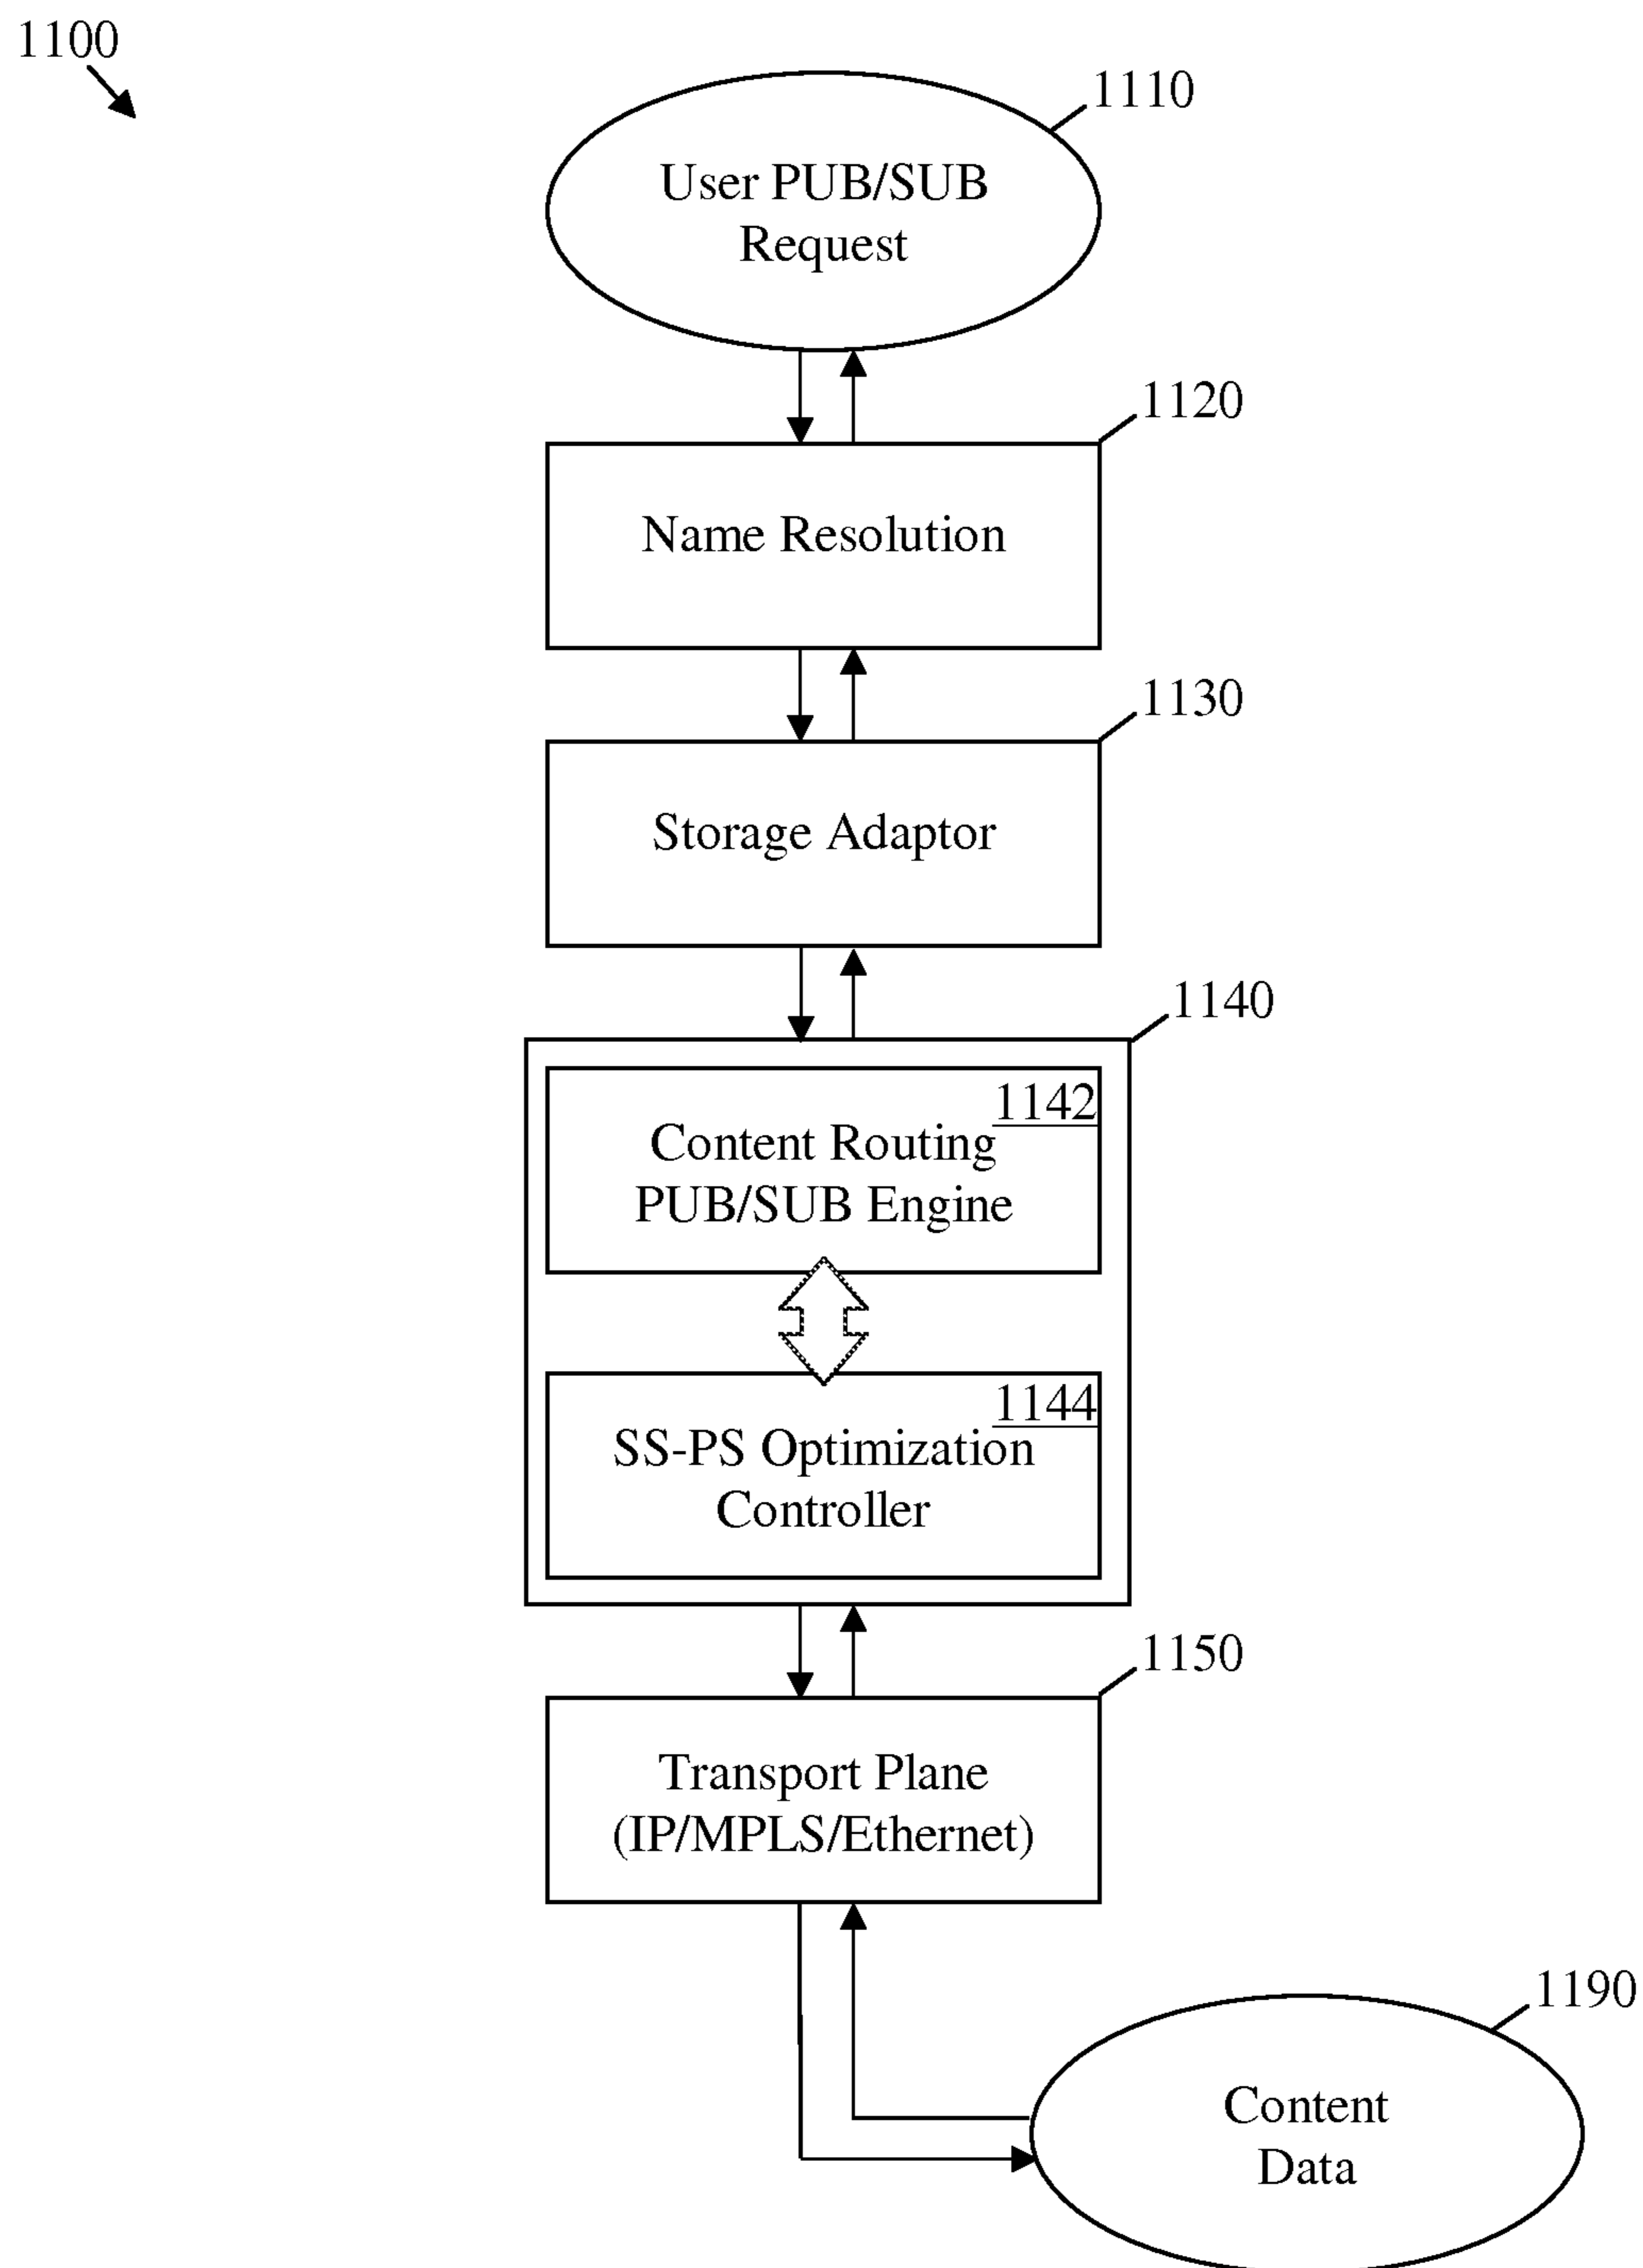 1100
1110
User PUB/SUB
Request
1120
Name Resolution
1130
Storage Adaptor
1140
1142
Content Routing
PUB/SUB Engine
1144
SS-PS Optimization
Controller
1150
Transport Plane
(IP/MPLS/Ethernet)
1190
Content
Data